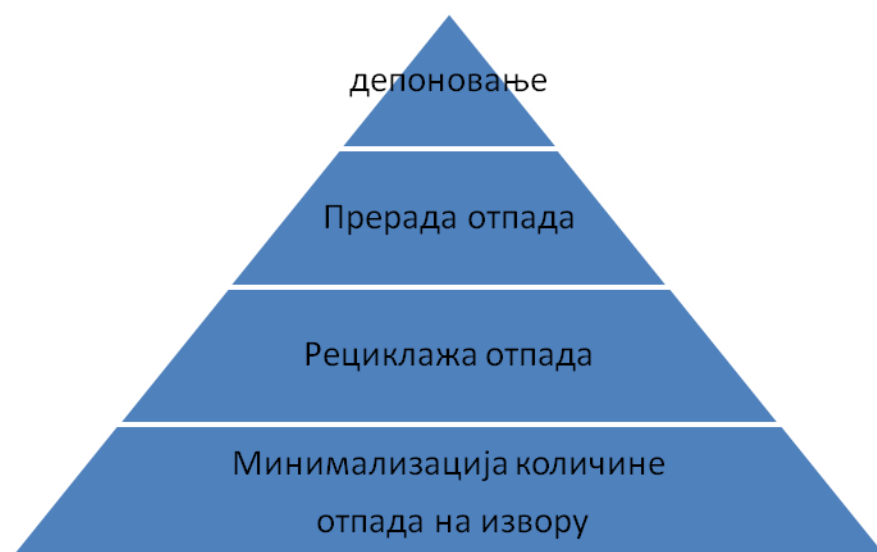 депоновање
Прерада отпада
Рециклажа отпада
Минимализација количине
отпада на извору